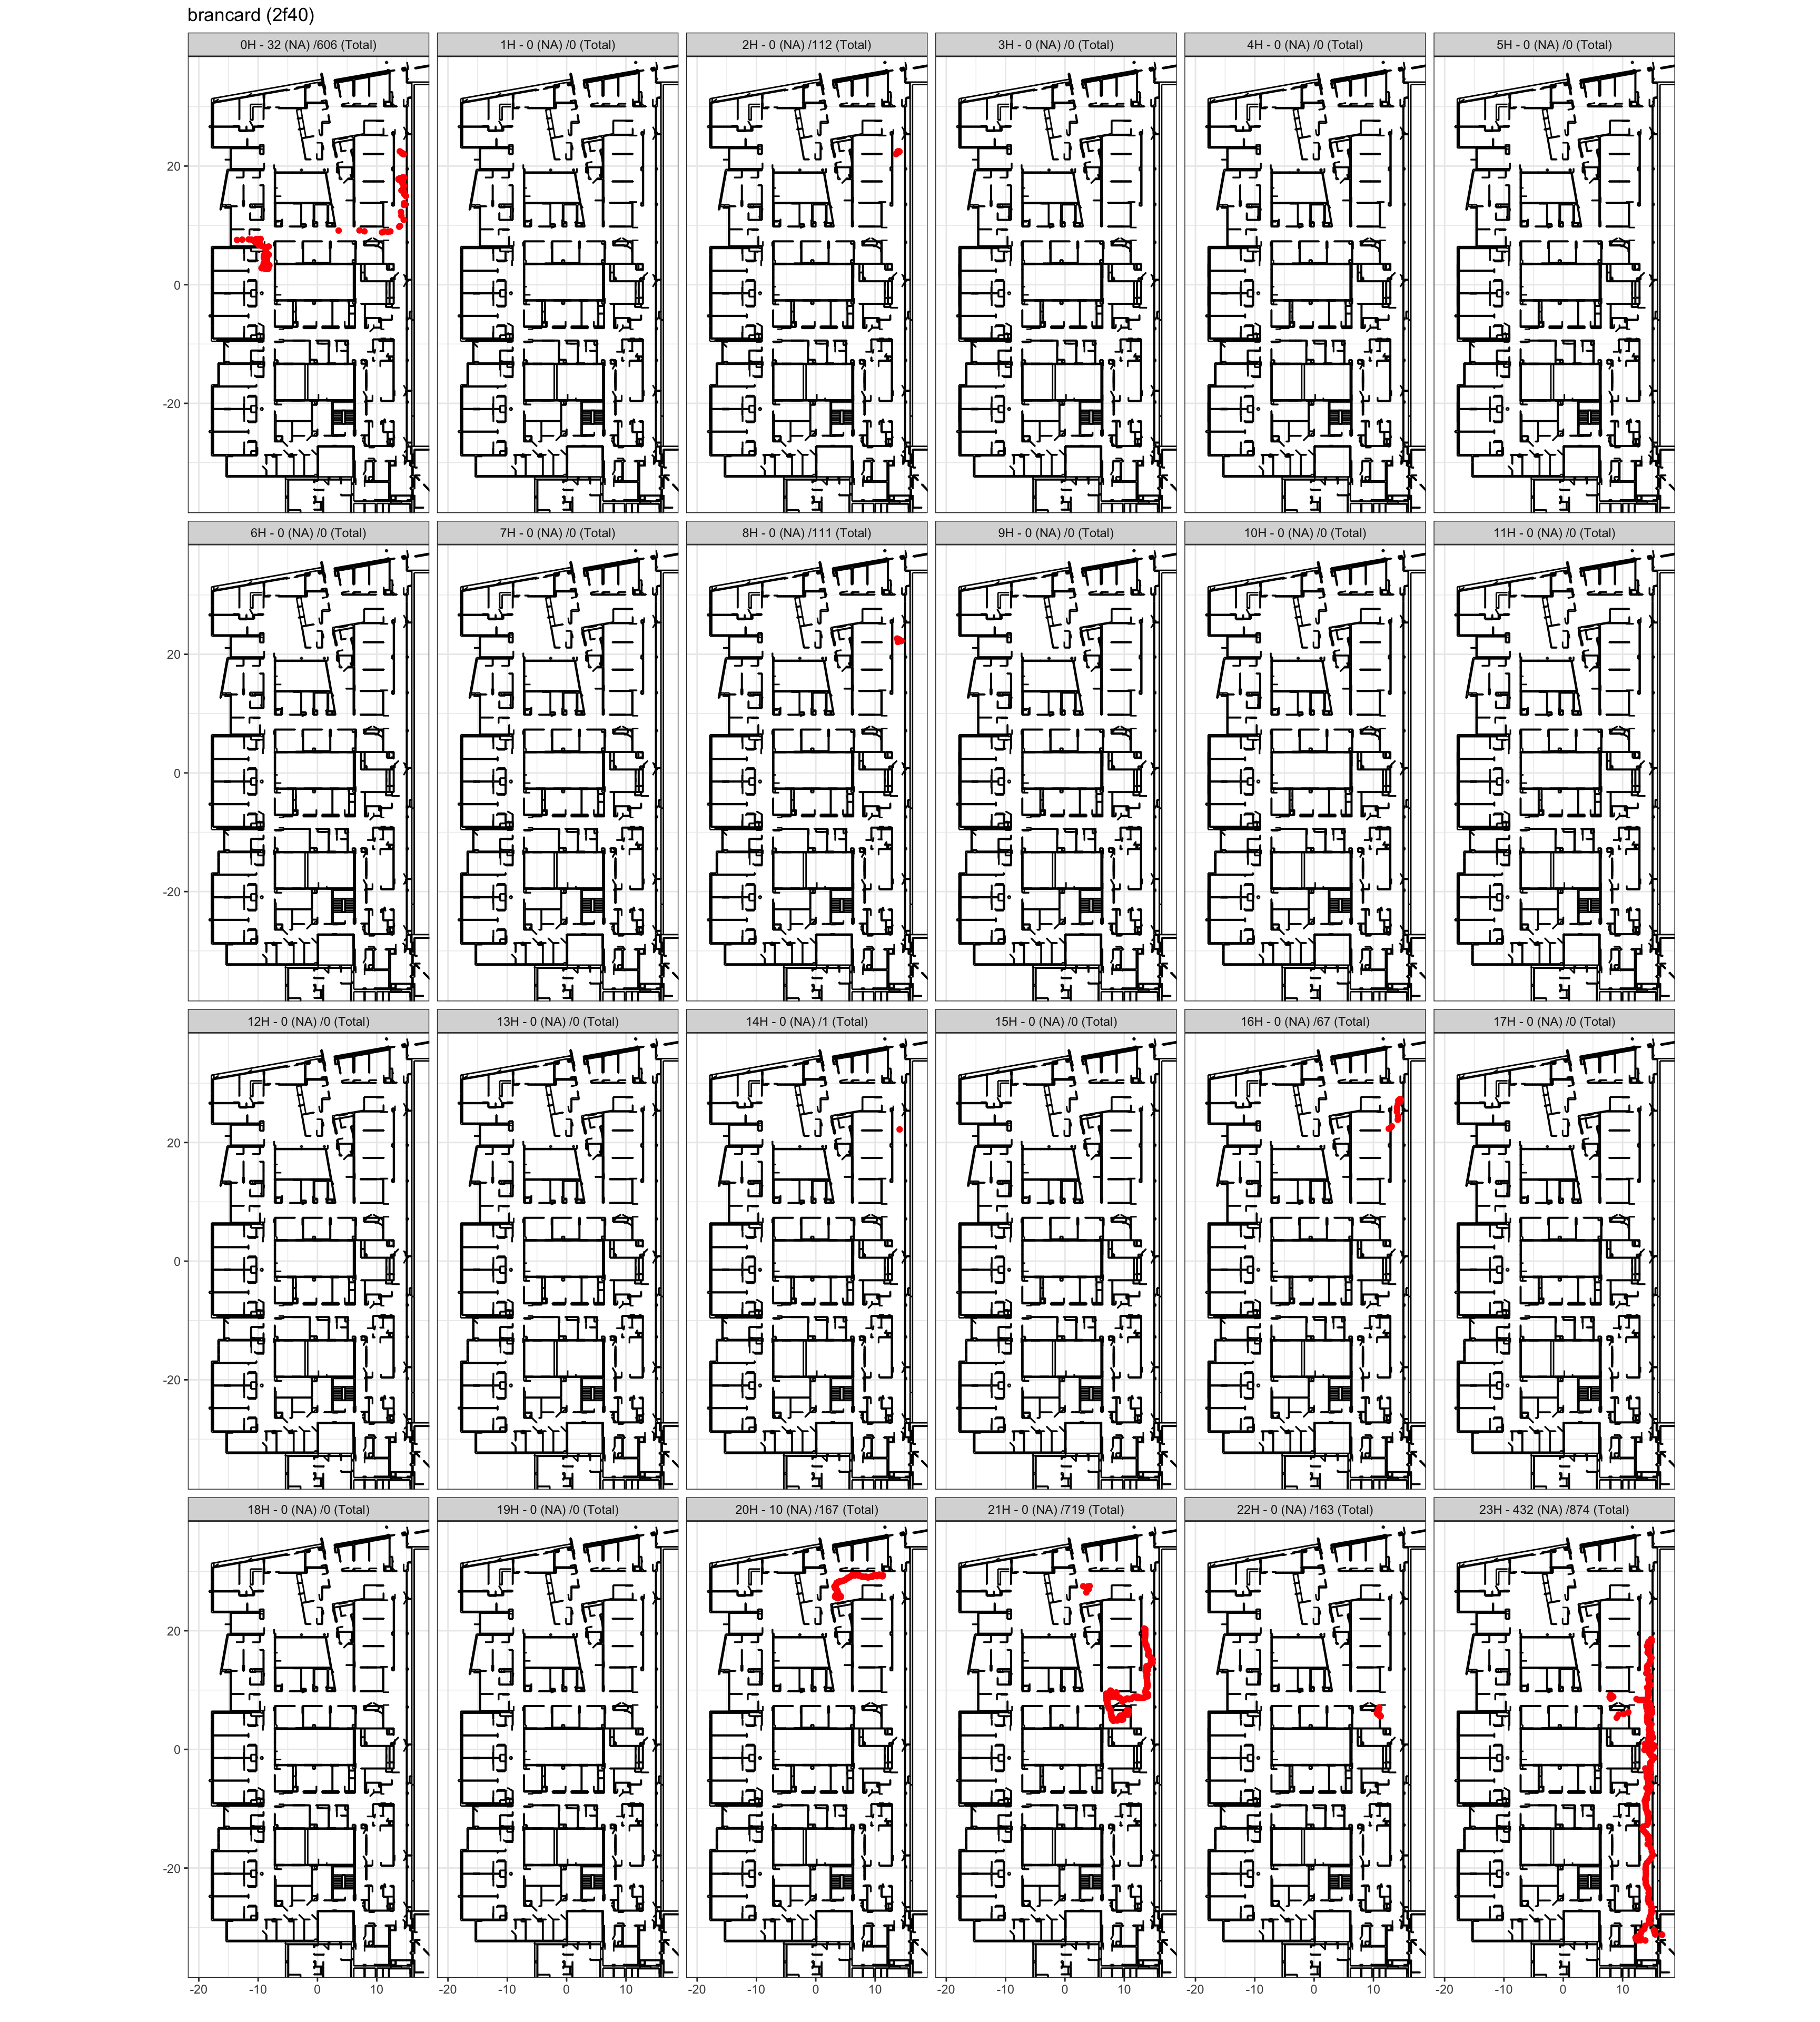 brancard (2f40)
0H - 32 (NA) /606 (Total)
1H - 0 (NA) /0 (Total)
2H - 0 (NA) /112 (Total)
3H - 0 (NA) /0 (Total)
4H - 0 (NA) /0 (Total)
5H - 0 (NA) /0 (Total)
20
0
-20
6H - 0 (NA) /0 (Total)
7H - 0 (NA) /0 (Total)
8H - 0 (NA) /111 (Total)
9H - 0 (NA) /0 (Total)
10H - 0 (NA) /0 (Total)
11H - 0 (NA) /0 (Total)
20
0
-20
12H - 0 (NA) /0 (Total)
13H - 0 (NA) /0 (Total)
14H - 0 (NA) /1 (Total)
15H - 0 (NA) /0 (Total)
16H - 0 (NA) /67 (Total)
17H - 0 (NA) /0 (Total)
20
0
-20
18H - 0 (NA) /0 (Total)
19H - 0 (NA) /0 (Total)
20H - 10 (NA) /167 (Total)
21H - 0 (NA) /719 (Total)
22H - 0 (NA) /163 (Total)
23H - 432 (NA) /874 (Total)
20
0
-20
-20 -10 0 10
-20 -10 0 10
-20 -10 0 10
-20 -10 0 10
-20 -10 0 10
-20 -10 0 10